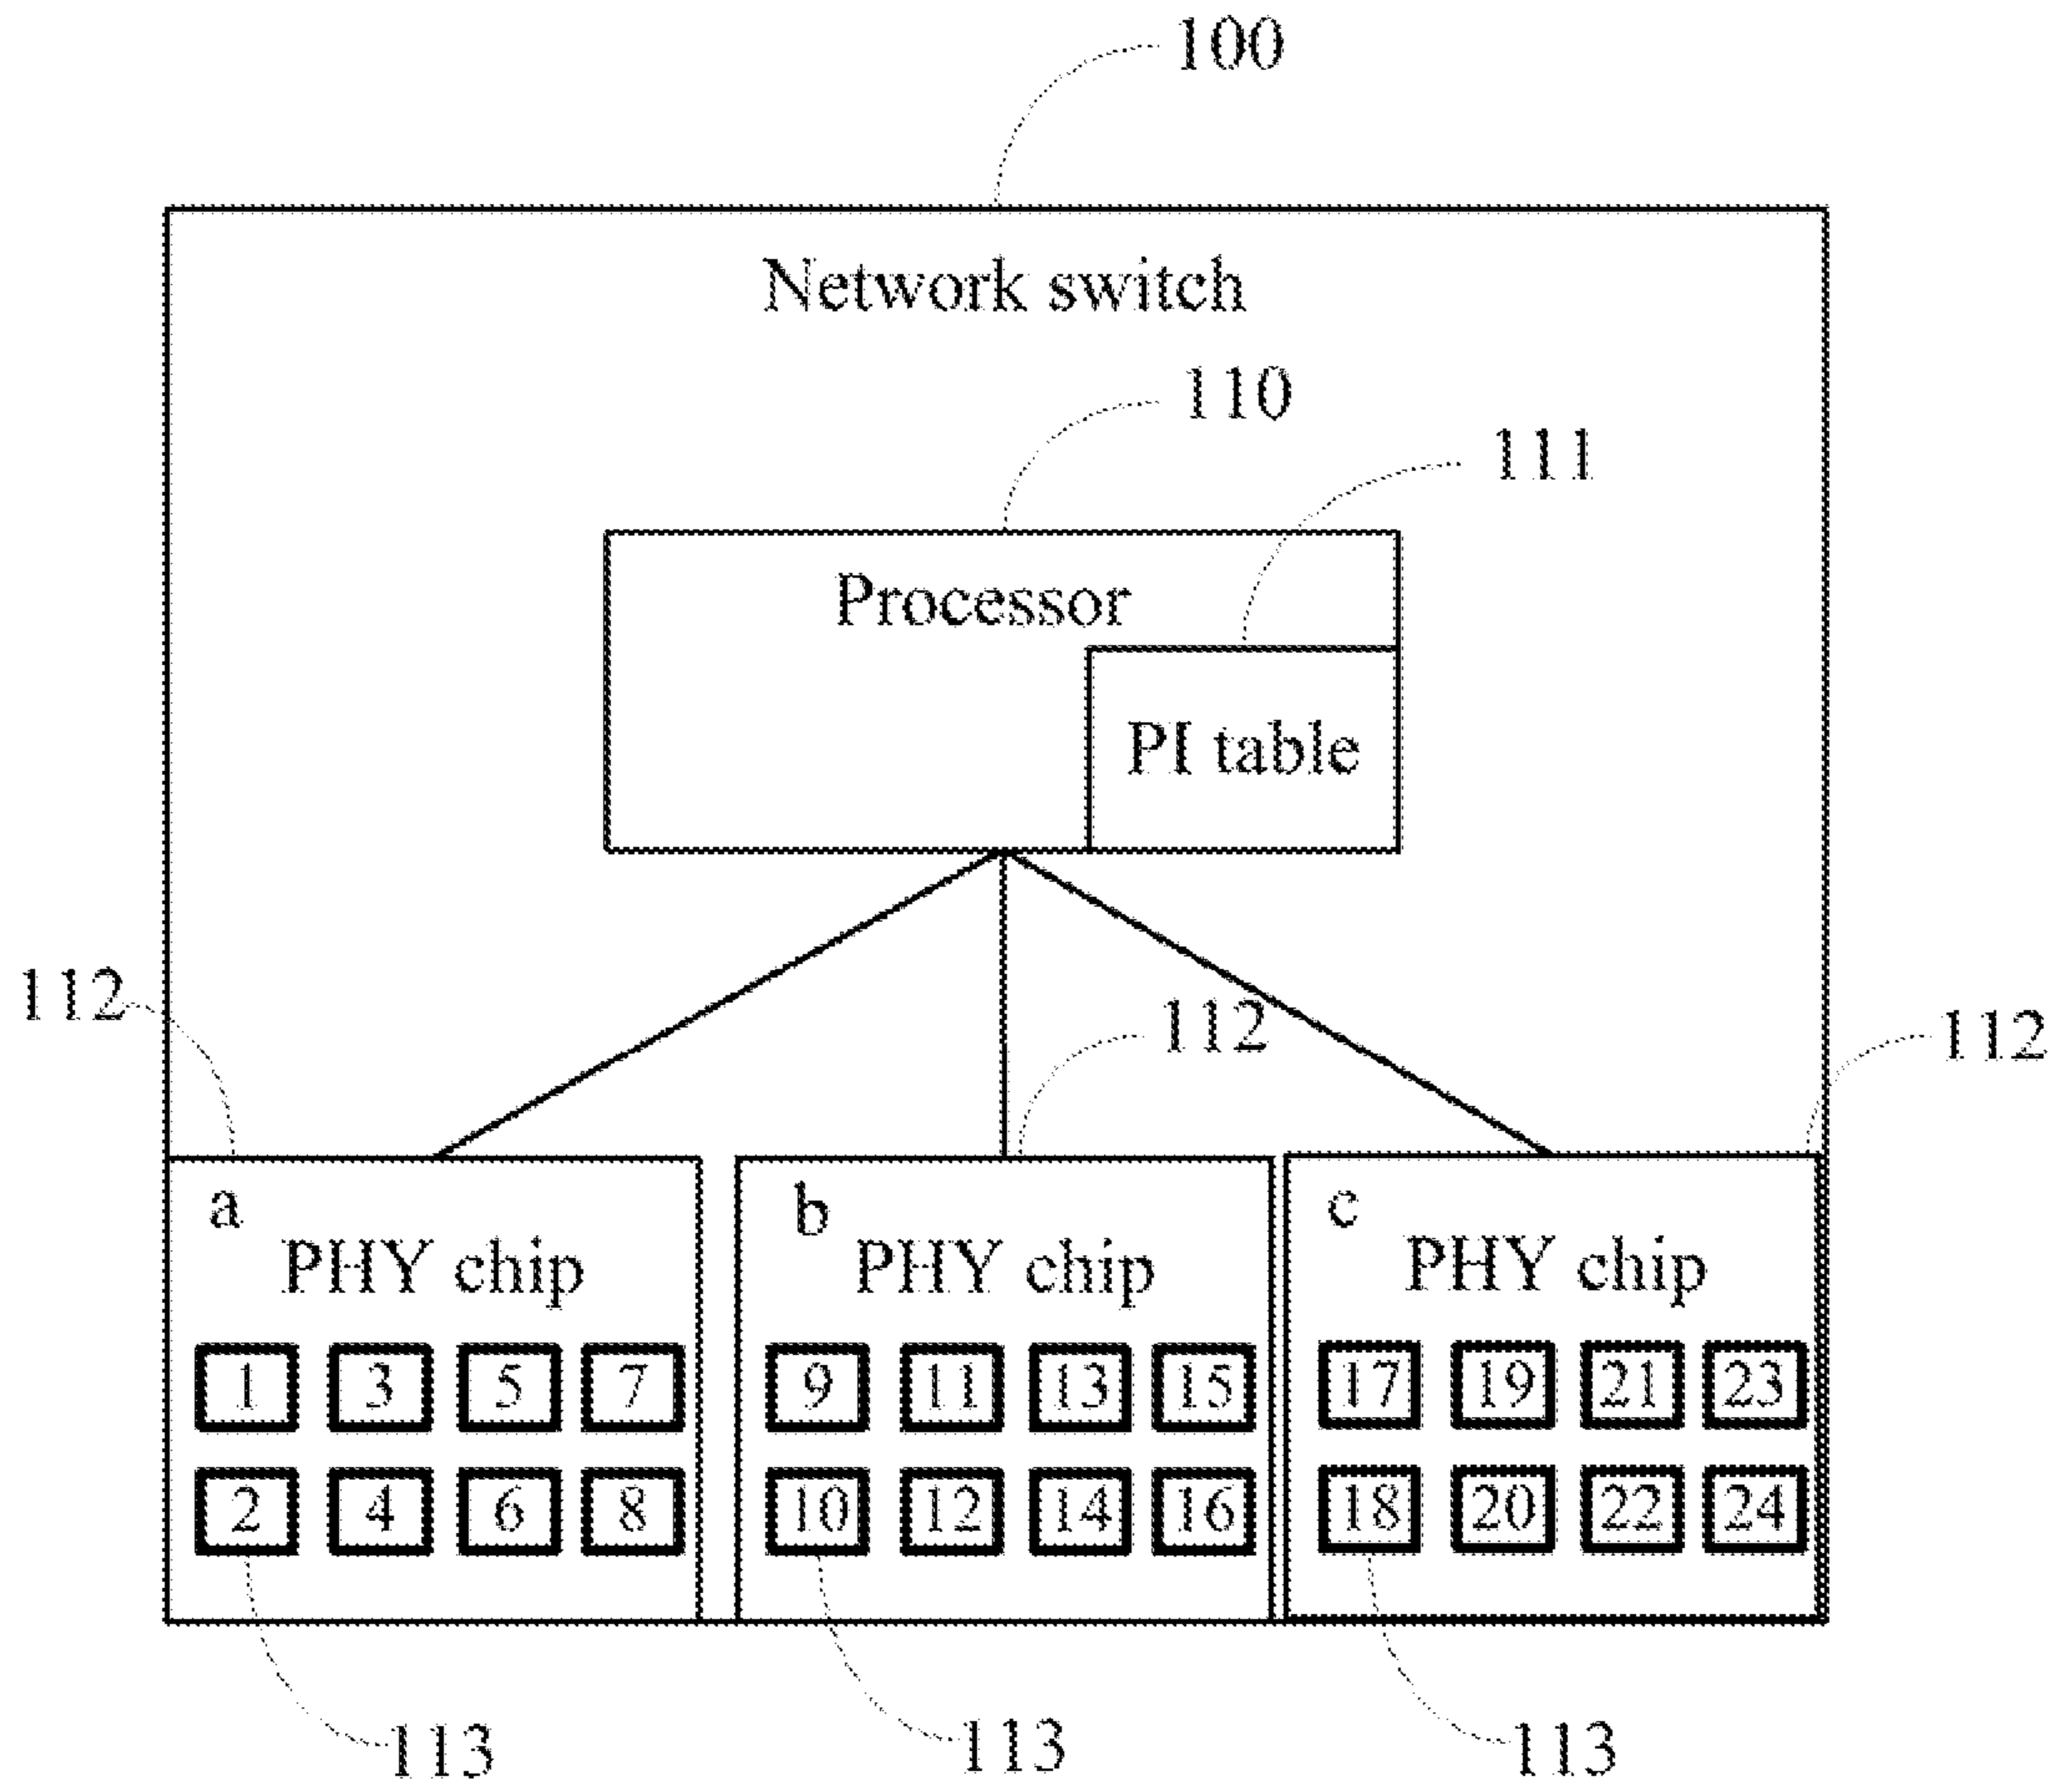 100
Network switch
110
111
Processor
PI table
112
112
112
a
PHY chip
1 3 5 7
2 4 6 8
b
PHY chip
9 11 13 15
10 12 14 16
c
PHY chip
17 19 21 23
18 20 22 24
113
113
113